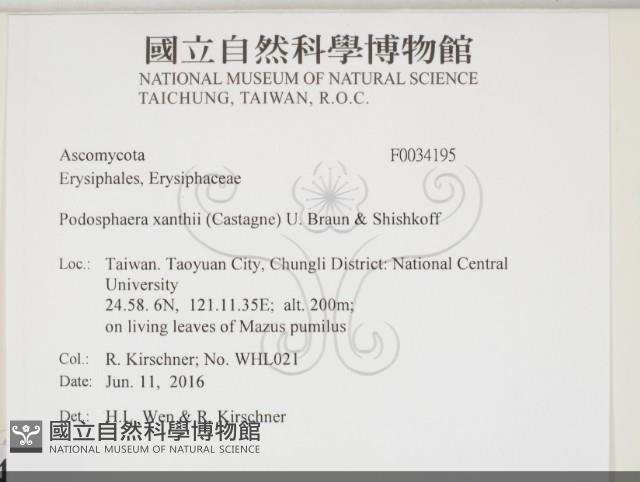 國立自然科學博物館
NATIONAL MUSEUM OF NATURAL SCIENCE
TAICHUNG, TAIWAN, R.O.C.
Ascomycota F0034195
Erysiphales, Erysiphaceae
Podosphaera xanthii (Castagne) U. Braun & Shishkoff
Loc.: Taiwan. Taoyuan City, Chungli District: National Central
University
24.58. 6N, 121.11.35E; alt. 200m;
on living leaves of Mazus pumilus
Col.: R. Kirschner; No. WHL021
Date: Jun. 11, 2016
Det.: H.L. Wen & R. Kirschner
國立自然科學博物館
NATIONAL MUSEUM OF NATURAL SCIENCE